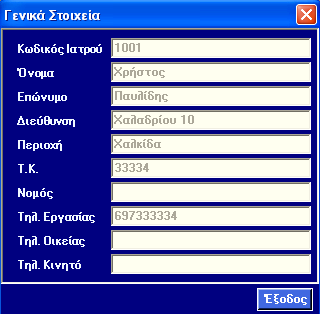 Γενικά Στοιχεία
Κωδικός Ιατρού 1001
Όνομα Χρήστος
Επώνυμο Παυλίδης
Διεύθυνση Χαλαδρίου 10
Περιοχή Χαλκίδα
Τ.Κ. 33334
Νομός
Τηλ. Εργασίας 697333334
Τηλ. Οικείας
Τηλ. Κινητό
Έξοδος